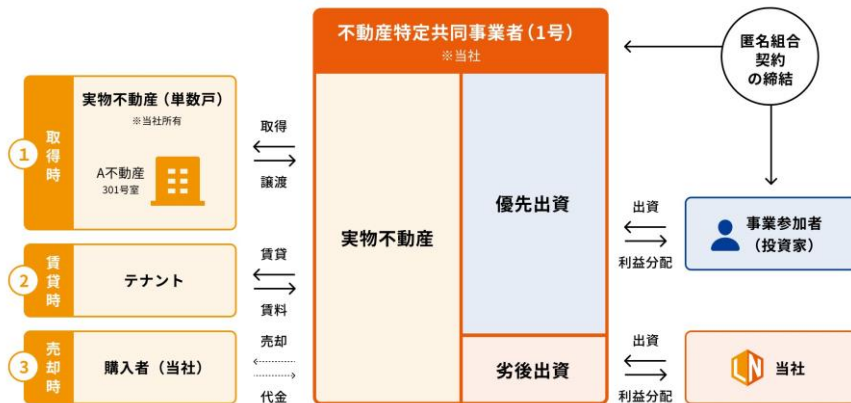 不動産特定共同事業者（1号）
※当社
匿名組合
契約
の締結
1
取得時
実物不動産（単数戸）
※当社所有
A不動産
301号室
取得
譲渡
実物不動産
優先出資
出資
利益分配
事業参加者
（投資家）
2
賃貸時
テナント
賃貸
賃料
3
売却時
購入者（当社）
売却
代金
劣後出資
出資
利益分配
LN
当社